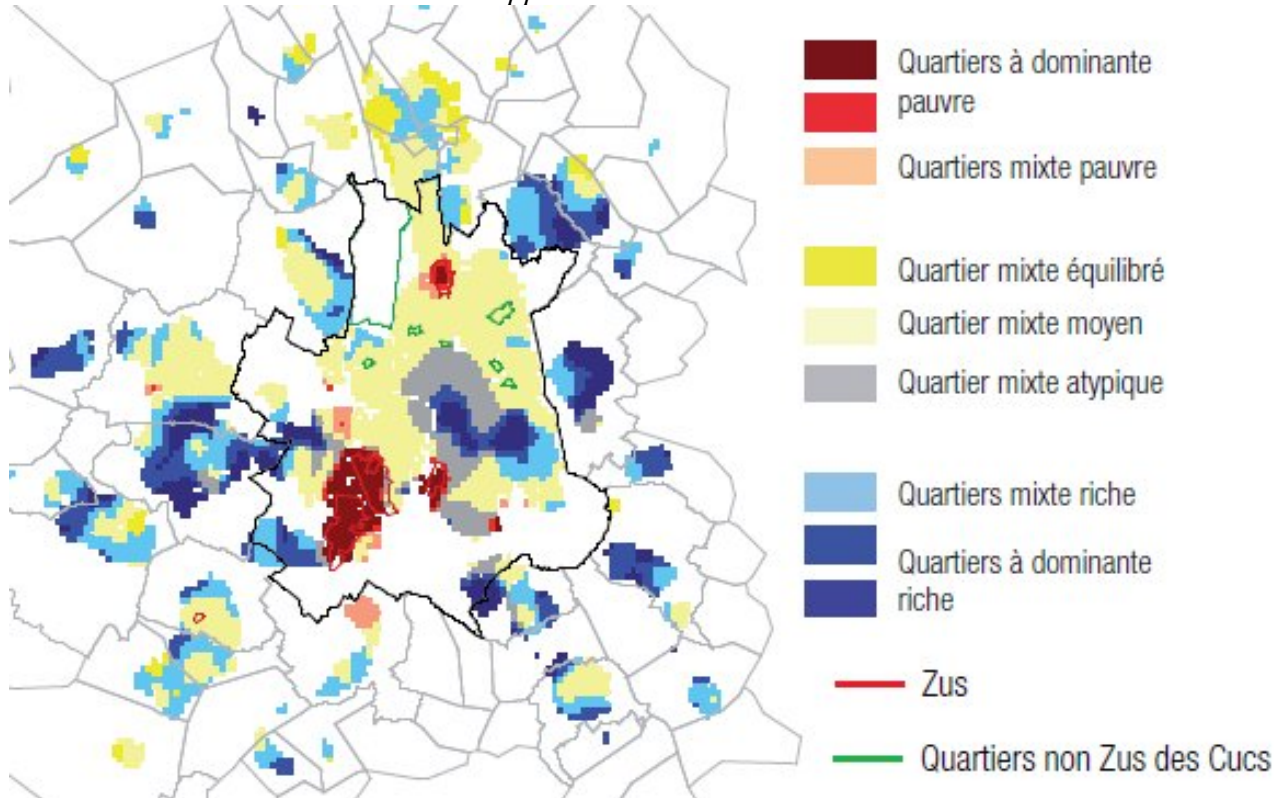 Quartiers à dominante
pauvre
Quartiers mixte pauvre
Quartier mixte équilibré
Quartier mixte moyen
Quartier mixte atypique
Quartiers mixte riche
Quartiers à dominante
riche
Zus
Quartiers non Zus des Cucs